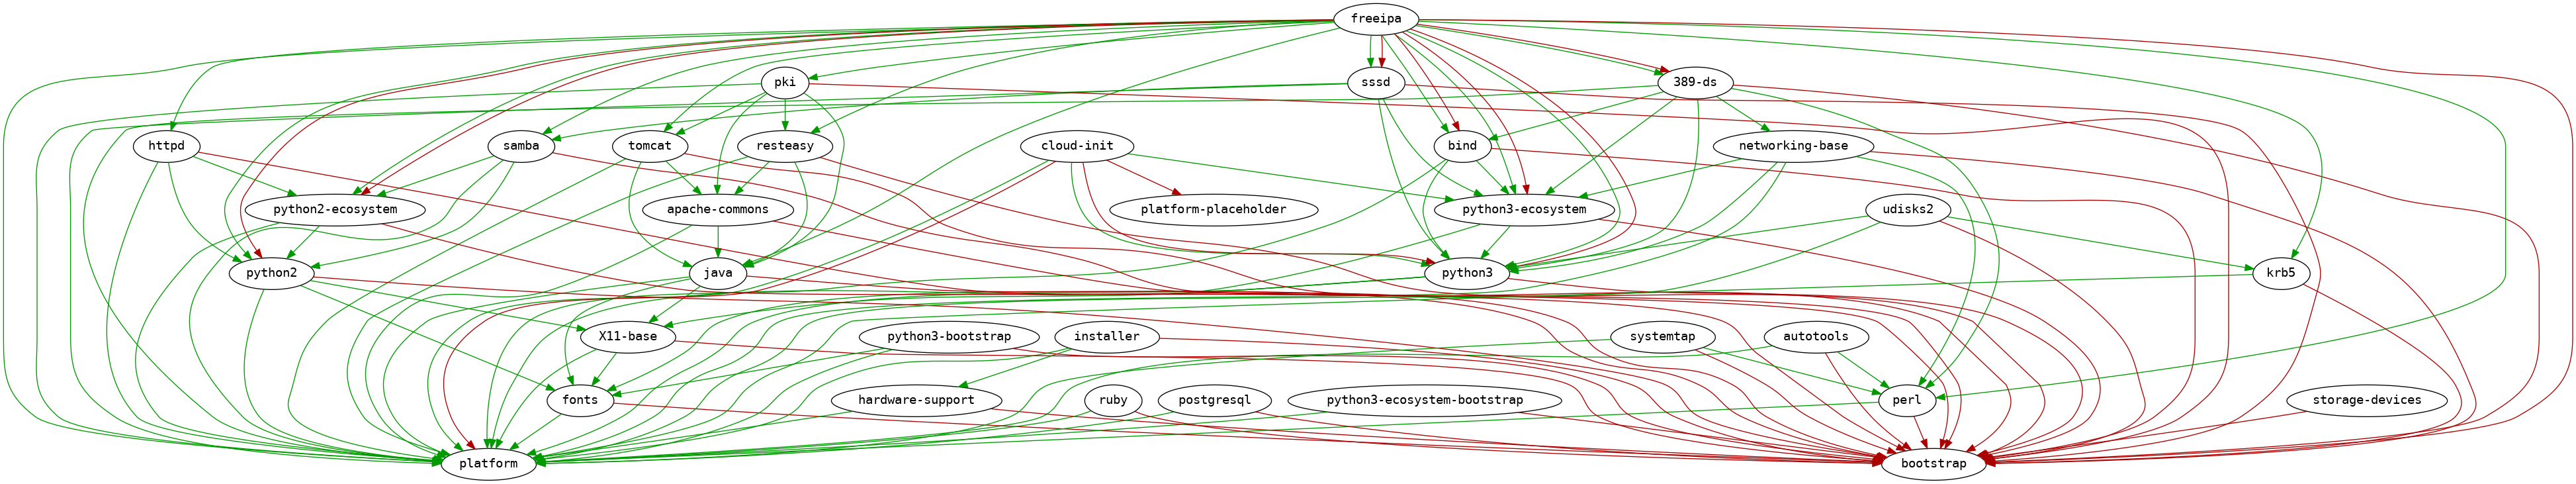 freeipa
pki
sssd
389-ds
httpd
samba
tomcat
resteasy
cloud-init
bind
networking-base
python2-ecosystem
apache-commons
platform-placeholder
python3-ecosystem
udisks2
python2
java
python3
krb5
X11-base
python3-bootstrap
installer
systemtap
autotools
fonts
hardware-support
ruby
postgresql
python3-ecosystem-bootstrap
perl
storage-devices
platform
bootstrap